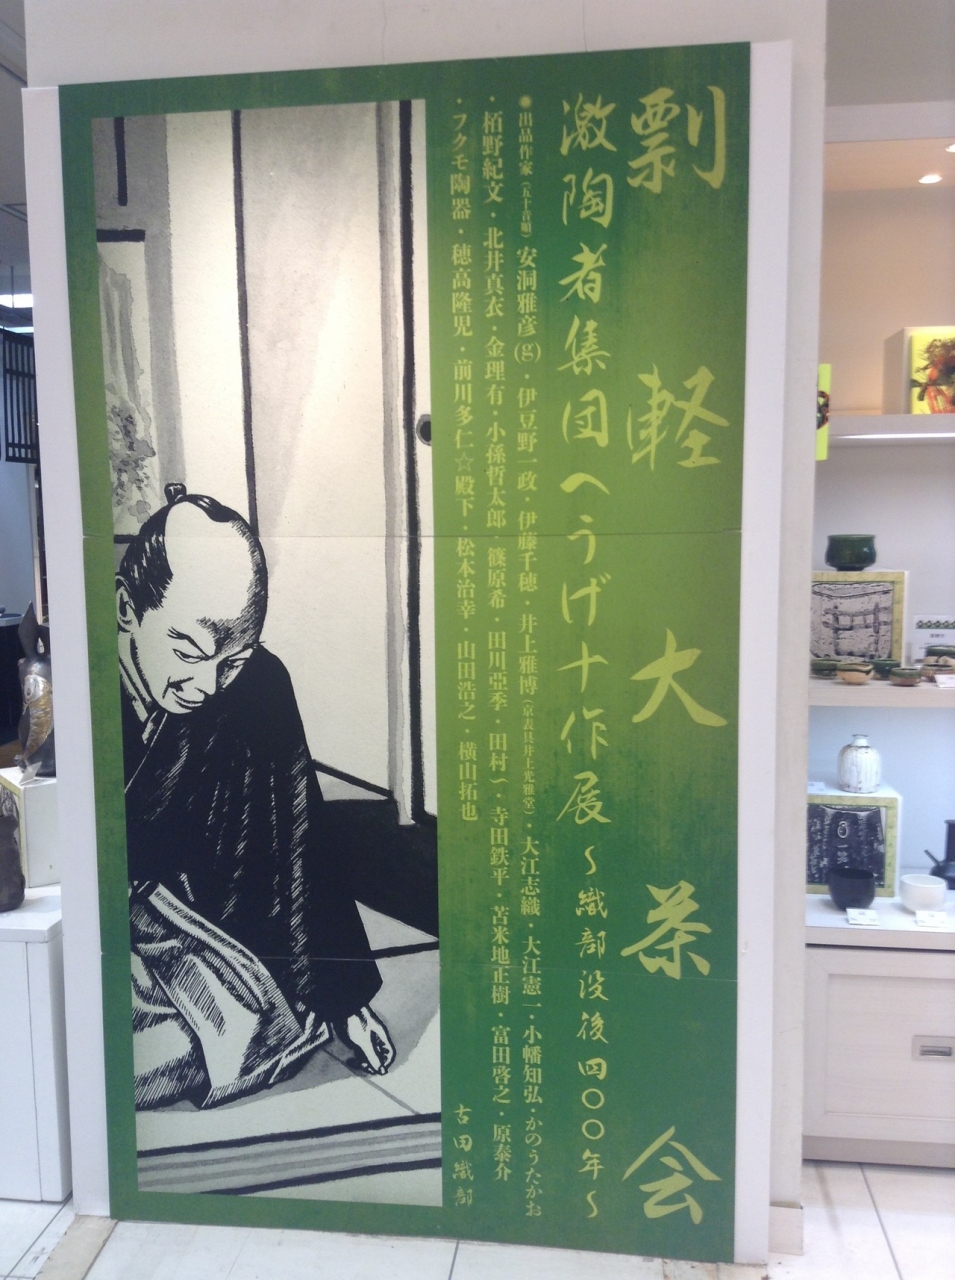 剽軽大茶会
激陶者集団へうげ十作展〜織部没後四〇〇年〜
◉出品作家(五十音順)安洞雅彦(g)・伊豆野一政・伊藤千穂・井上雅博(京表具井上光雅堂)・大江志織・大江憲一・小幡知弘・かのうたかお
・栢野紀文・北井真衣・金理有・小孫哲太郎・篠原希・田川亞季・田村一・寺田鉄平・苫米地正樹・富田啓之・原泰介
・フクモ陶器・穂高隆児・前川多仁☆殿下・松本治幸・山田浩之・横山拓也
古田織部